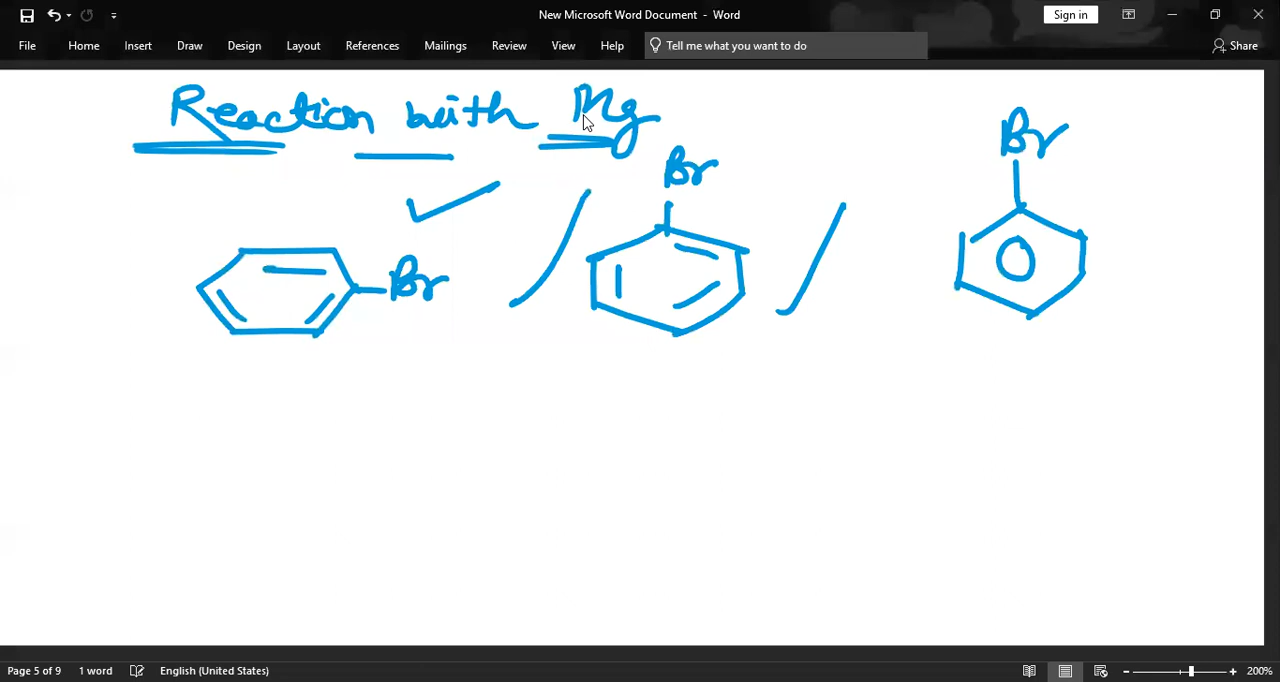 New Microsoft Word Document - Word
Sign in
File Home Insert Draw Design Layout References Mailings Review View Help Tell me what you want to do Share
Reaction with Mg
Br Br Br
Page 5 of 9 1 word English (United States) 200%